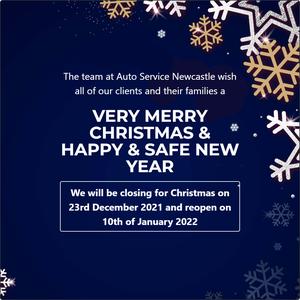 The team at Auto Service Newcastle wish
all of our clients and their families a
VERY MERRY
CHRISTMAS &
HAPPY & SAFE NEW
YEAR
We will be closing for Christmas on
23rd December 2021 and reopen on
10th of January 2022